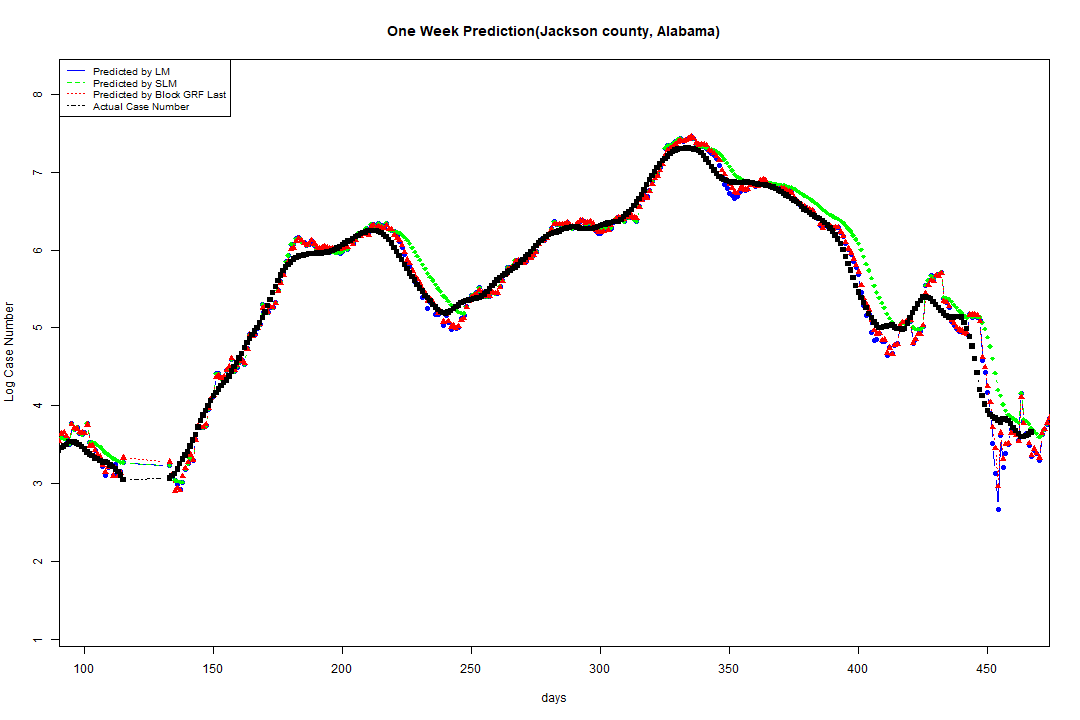 One Week Prediction(Jackson county, Alabama)
Predicted by LM
Predicted by SLM
Predicted by Block GRF Last
Actual Case Number
8
7
6
5
4
3
2
1
Log Case Number
100 150 200 250 300 350 400 450
days